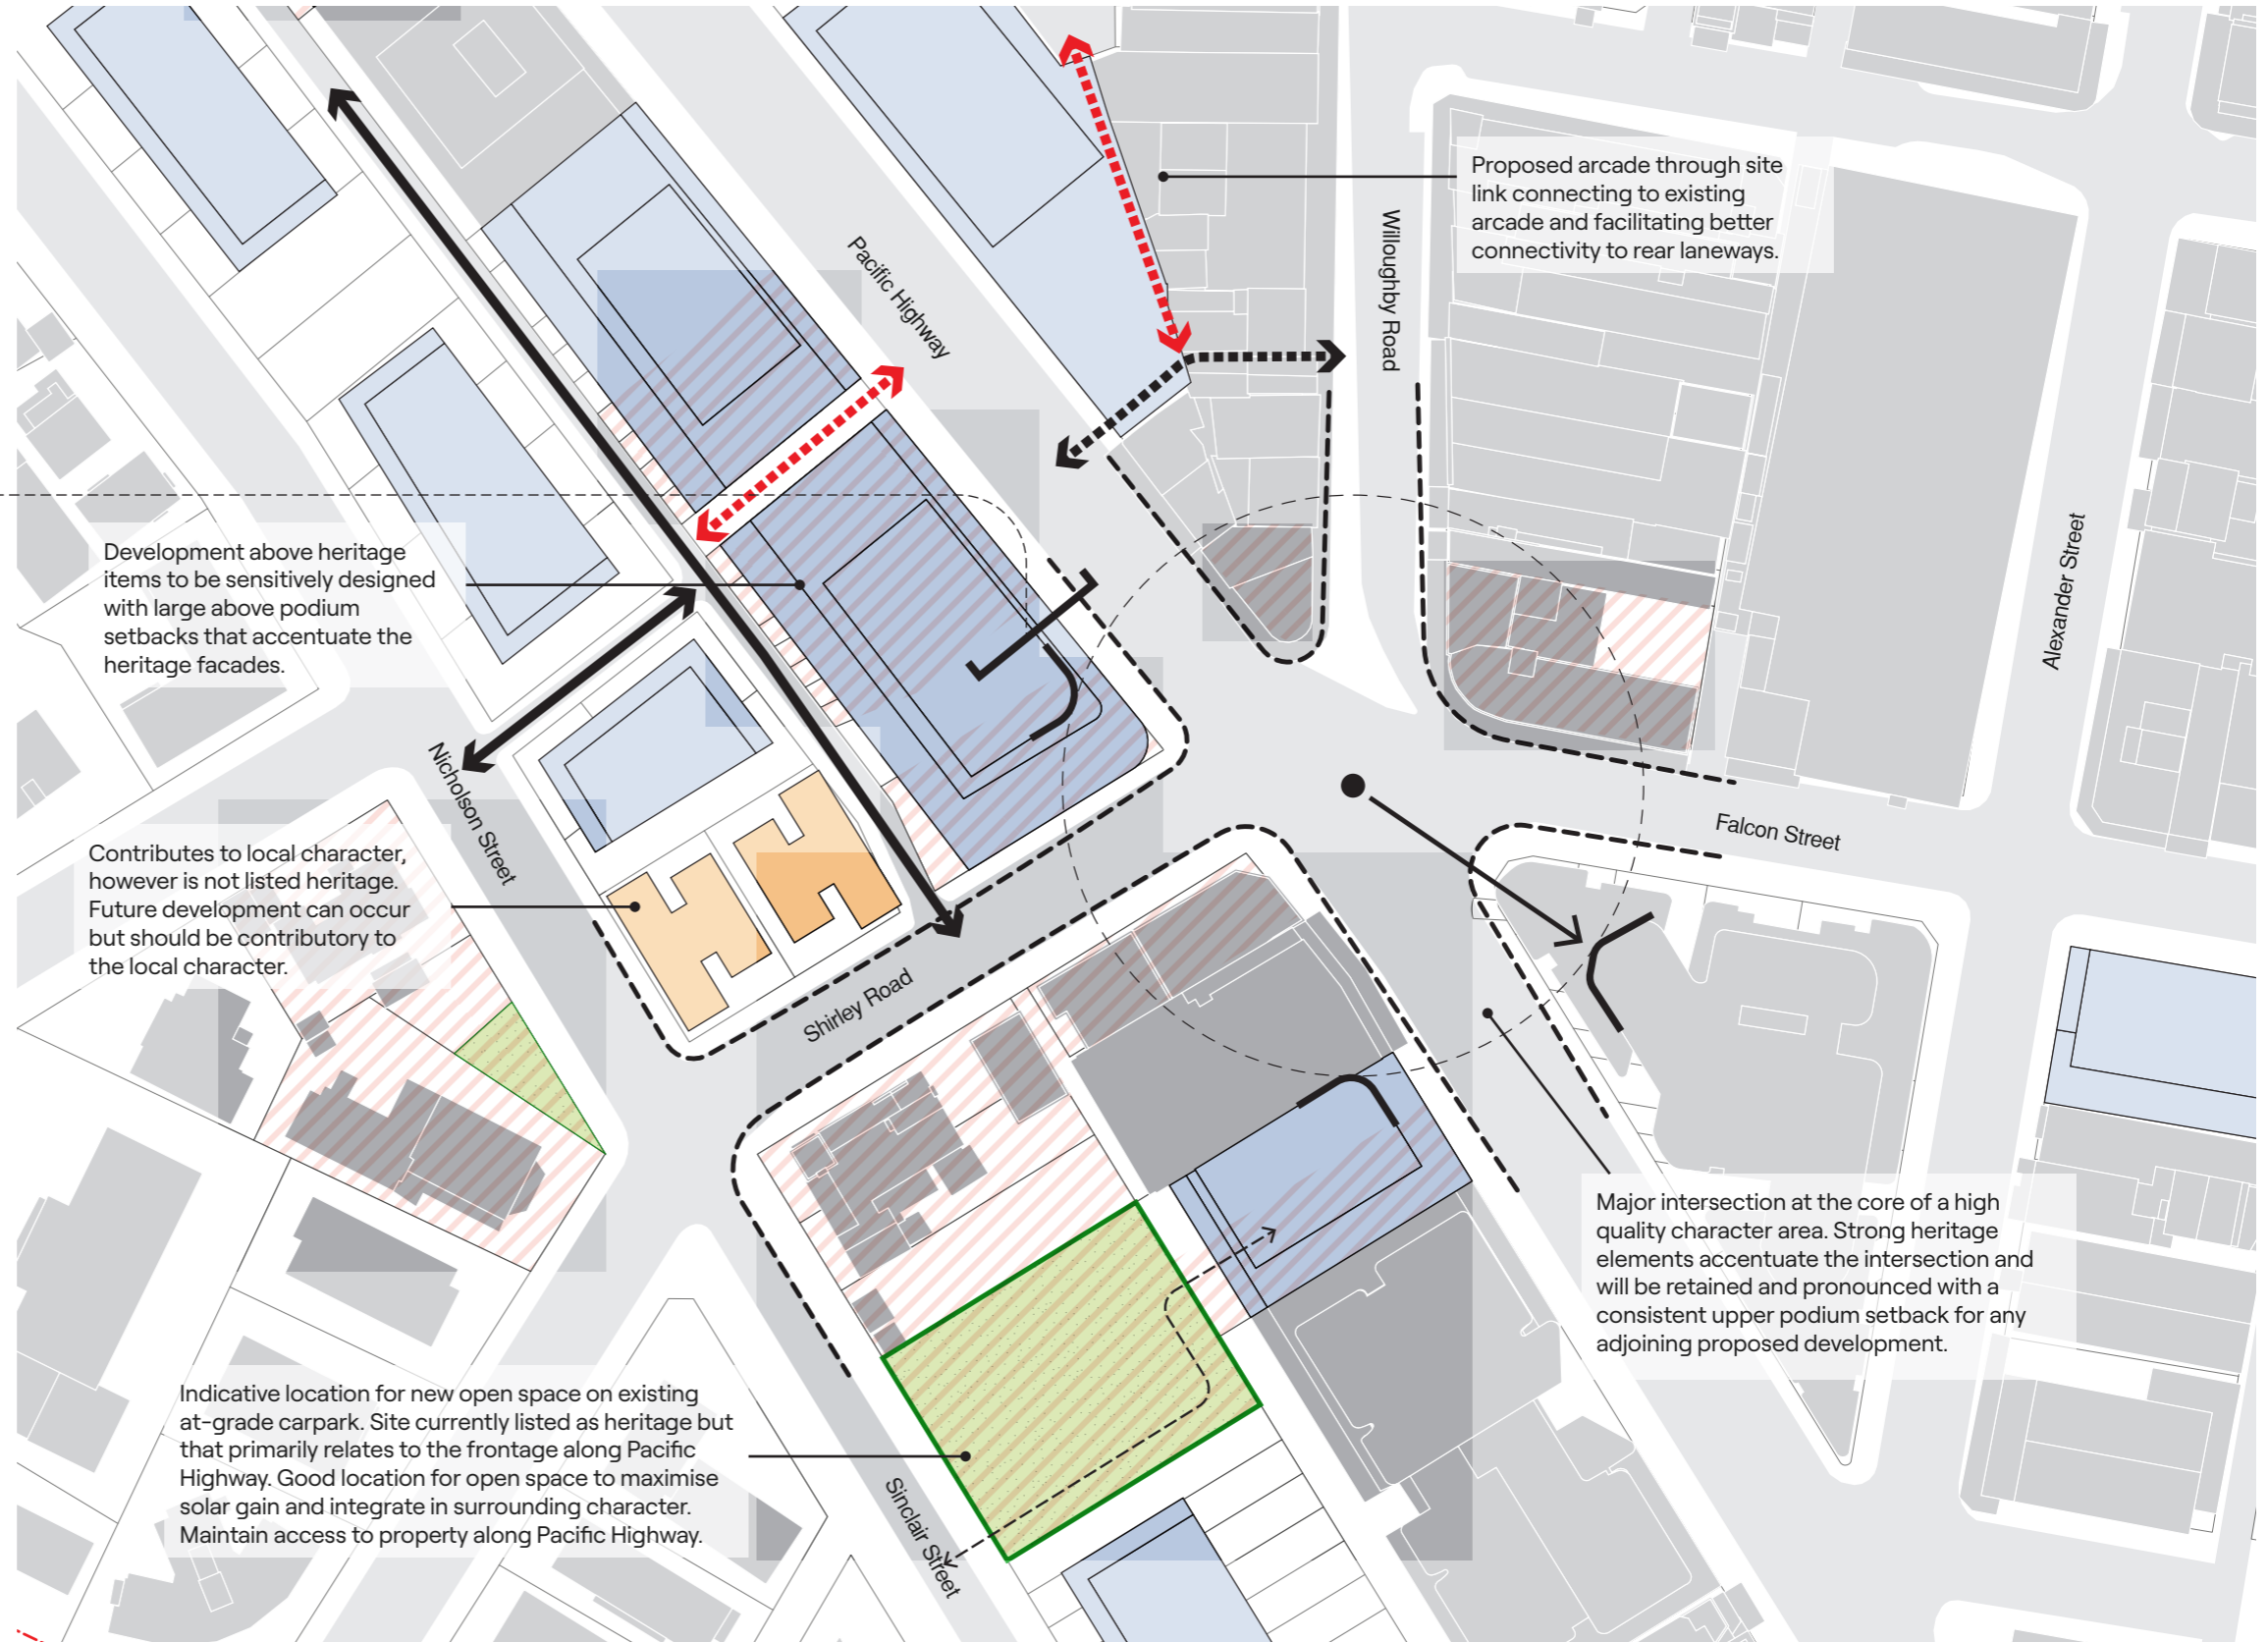 Proposed arcade through site
link connecting to existing
arcade and facilitating better
connectivity to rear laneways.
Pacific Highway
Willoughby Road
Development above heritage
items to be sensitively designed
with large above podium
setbacks that accentuate the
heritage facades.
Alexander Street
Nicholson Street
Falcon Street
Contributes to local character,
however is not listed heritage.
Future development can occur
but should be contributory to
the local character.
Shirley Road
Major intersection at the core of a high
quality character area. Strong heritage
elements accentuate the intersection and
will be retained and pronounced with a
consistent upper podium setback for any
adjoining proposed development.
Indicative location for new open space on existing
at-grade carpark. Site currently listed as heritage but
that primarily relates to the frontage along Pacific
Highway. Good location for open space to maximise
solar gain and integrate in surrounding character.
Maintain access to property along Pacific Highway.
Sinclair Street